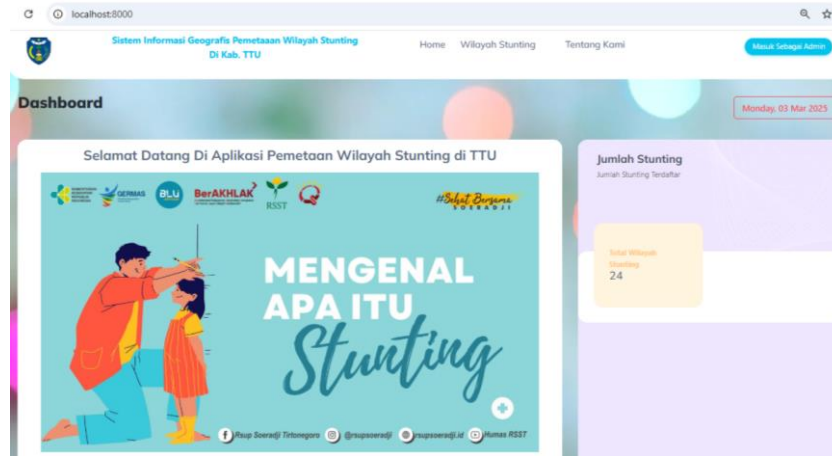 localhost:8000
Sistem Informasi Geografis Pemetaaan Wilayah Stunting
Di Kab. TTU
Home Wilayah Stunting Tentang Kami
Masuk Sebagai Admin
Dashboard
Monday, 03 Mar 2025
Selamat Datang Di Aplikasi Pemetaan Wilayah Stunting di TTU
GERMAS
BLU
BerAKHLAK
RSST
#Sehat Bersama
SOERADJI
MENGENAL
APA ITU
Stunting
Rsup Soeradji Tirtonegoro @rsupsoeradji rsupsoeradji.id Humas RSST
Jumlah Stunting
Jumlah Stunting Terdaftar
Total Wilayah
Stunting
24